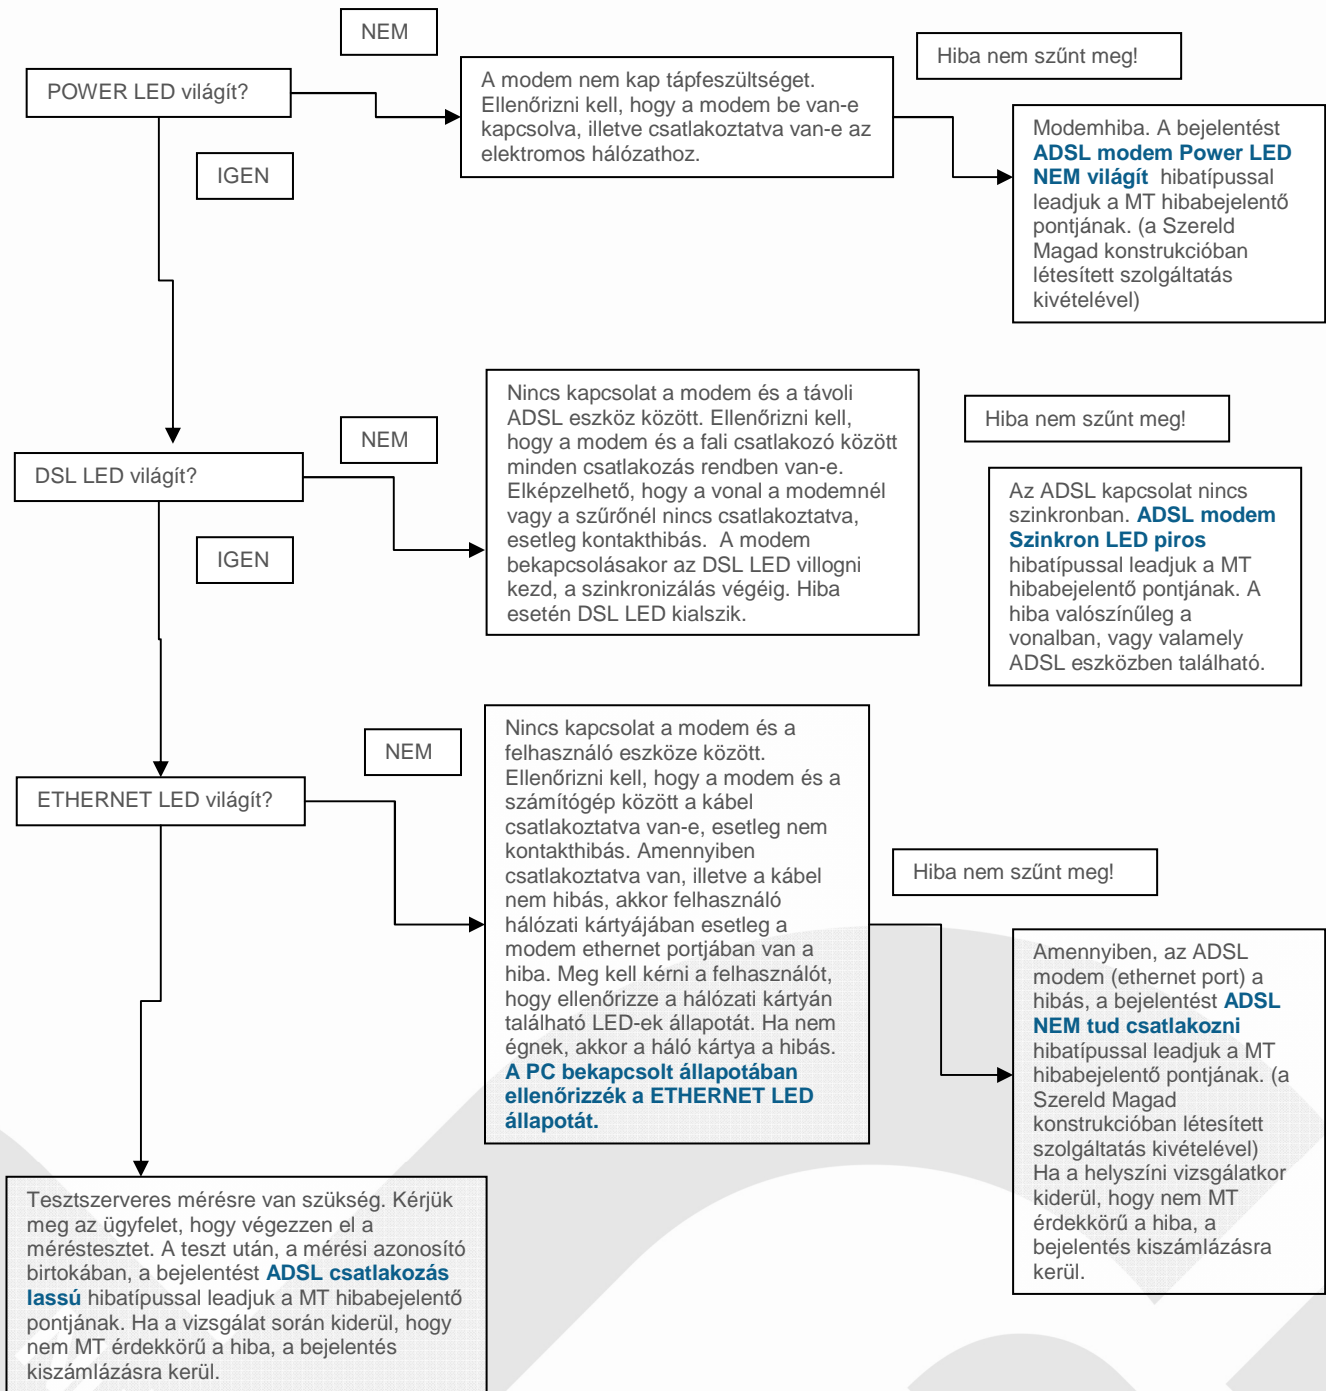 NEM
Hiba nem szűnt meg!
POWER LED világít?
A modem nem kap tápfeszültséget.
Ellenőrizni kell, hogy a modem be van-e
kapcsolva, illetve csatlakoztatva van-e az
elektromos hálózathoz.
Modemhiba. A bejelentést
ADSL modem Power LED
NEM világít hibatípussal
leadjuk a MT hibabejelentő
pontjának. (a Szereld
Magad konstrukcióban
létesített szolgáltatás
kivételével)
IGEN
Nincs kapcsolat a modem és a távoli
ADSL eszköz között. Ellenőrizni kell,
hogy a modem és a fali csatlakozó között
minden csatlakozás rendben van-e.
Elképzelhető, hogy a vonal a modemnél
vagy a szűrőnél nincs csatlakoztatva,
esetleg kontakthibás. A modem
bekapcsolásakor az DSL LED villogni
kezd, a szinkronizálás végéig. Hiba
esetén DSL LED kialszik.
Hiba nem szűnt meg!
NEM
DSL LED világít?
Az ADSL kapcsolat nincs
szinkronban. ADSL modem
Szinkron LED piros
hibatípussal leadjuk a MT
hibabejelentő pontjának. A
hiba valószínűleg a
vonalban, vagy valamely
ADSL eszközben található.
IGEN
Nincs kapcsolat a modem és a
felhasználó eszköze között.
Ellenőrizni kell, hogy a modem és a
számítógép között a kábel
csatlakoztatva van-e, esetleg nem
kontakthibás. Amennyiben
csatlakoztatva van, illetve a kábel
nem hibás, akkor felhasználó
hálózati kártyájában esetleg a
modem ethernet portjában van a
hiba. Meg kell kérni a felhasználót,
hogy ellenőrizze a hálózati kártyán
található LED-ek állapotát. Ha nem
égnek, akkor a háló kártya a hibás.
A PC bekapcsolt állapotában
ellenőrizzék a ETHERNET LED
állapotát.
NEM
ETHERNET LED világít?
Hiba nem szűnt meg!
Amennyiben, az ADSL
modem (ethernet port) a
hibás, a bejelentést ADSL
NEM tud csatlakozni
hibatípussal leadjuk a MT
hibabejelentő pontjának. (a
Szereld Magad
konstrukcióban létesített
szolgáltatás kivételével)
Ha a helyszíni vizsgálatkor
kiderül, hogy nem MT
érdekkörű a hiba, a
bejelentés kiszámlázásra
kerül.
Tesztszerveres mérésre van szükség. Kérjük
meg az ügyfelet, hogy végezzen el a
méréstesztet. A teszt után, a mérési azonosító
birtokában, a bejelentést ADSL csatlakozás
lassú hibatípussal leadjuk a MT hibabejelentő
pontjának. Ha a vizsgálat során kiderül, hogy
nem MT érdekkörű a hiba, a bejelentés
kiszámlázásra kerül.